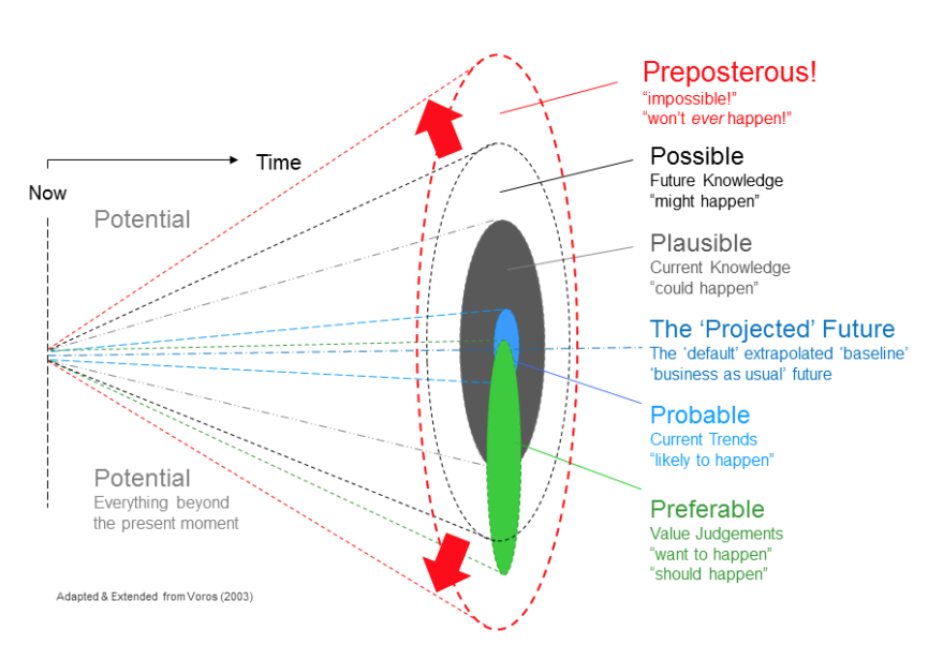 Time
Now
Potential
Potential
Everything beyond
the present moment
Adapted & Extended from Voros (2003)
Preposterous!
“impossible!”
“won’t ever happen!”
Possible
Future Knowledge
“might happen”
Plausible
Current Knowledge
“could happen”
The ‘Projected’ Future
The ‘default’ extrapolated ‘baseline’
‘business as usual’ future
Probable
Current Trends
“likely to happen”
Preferable
Value Judgements
“want to happen”
“should happen”